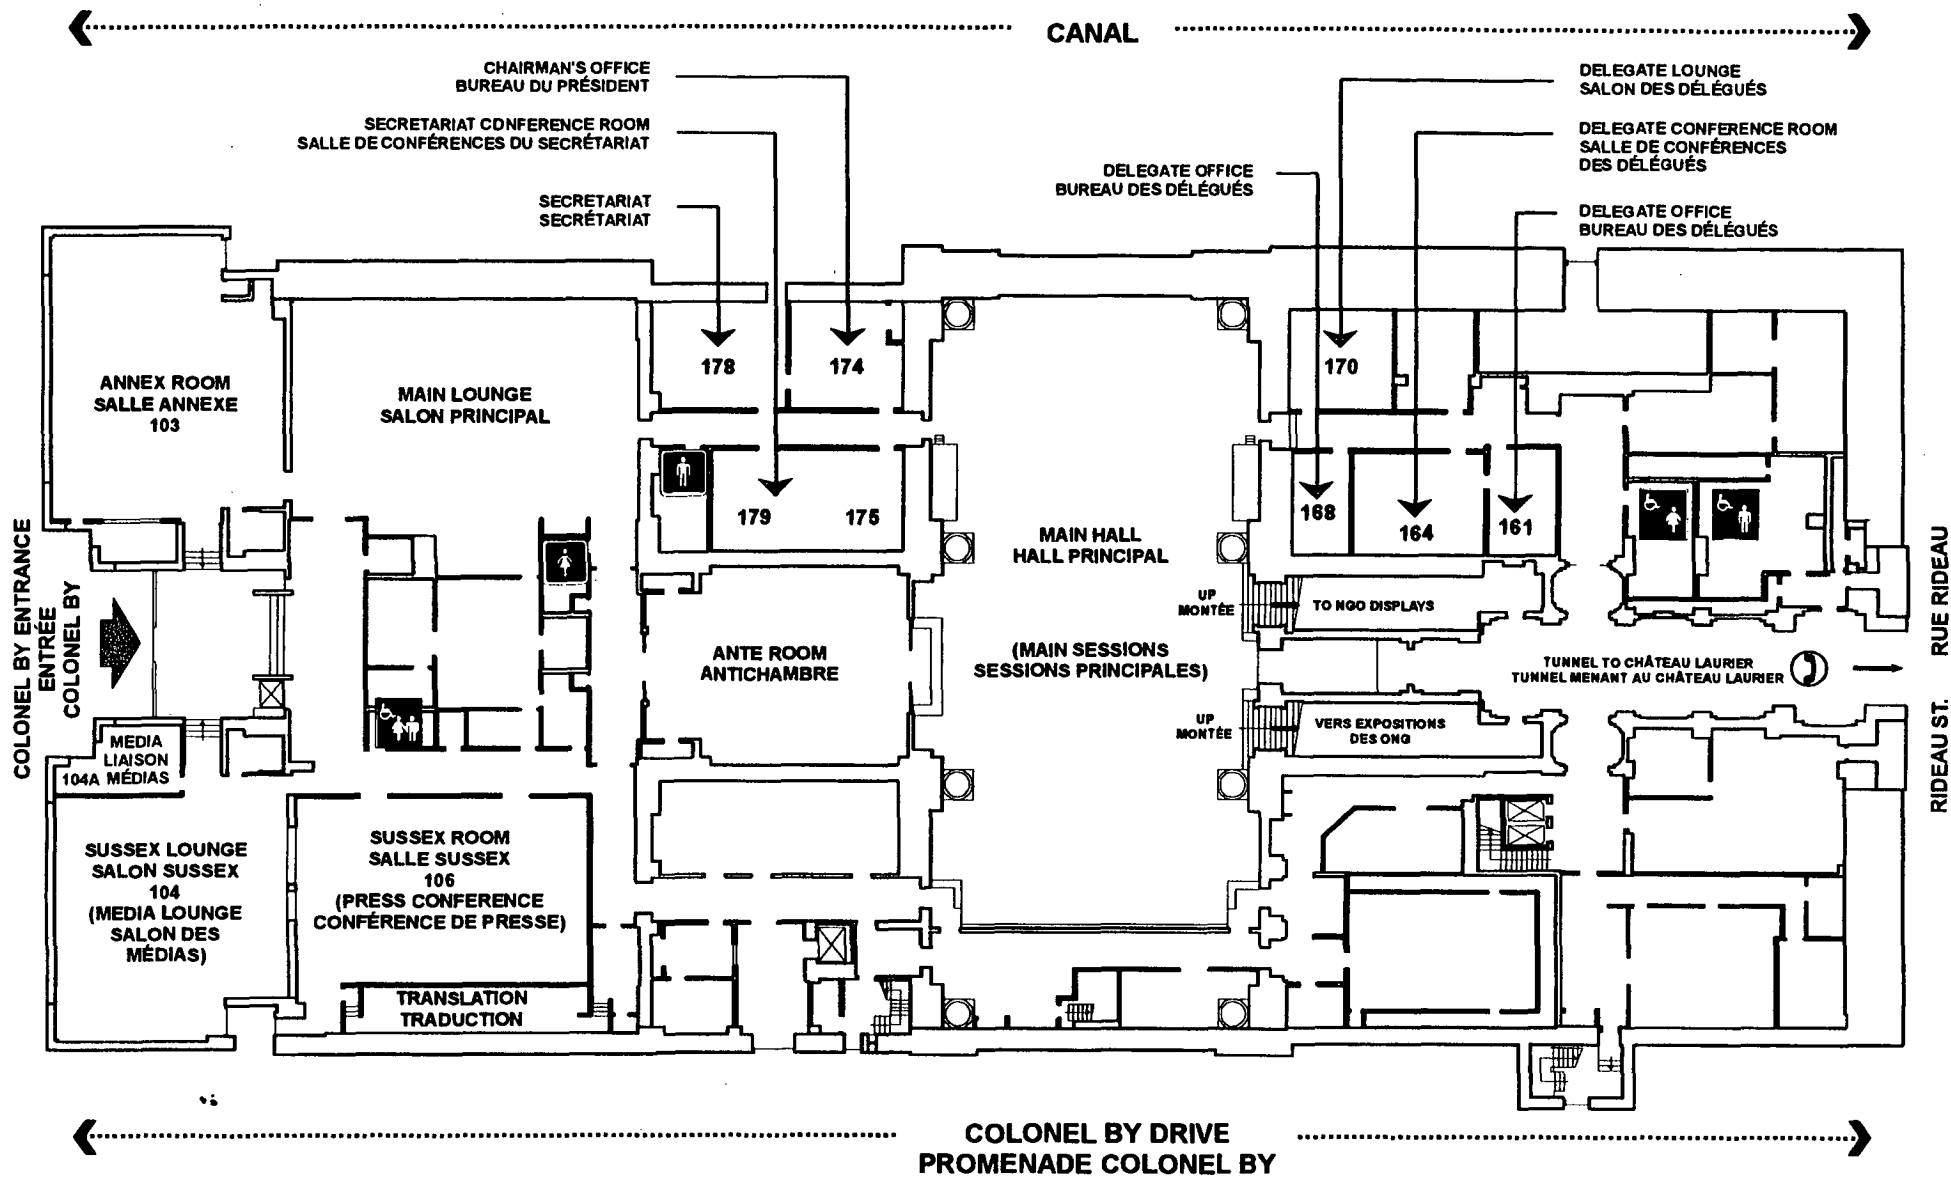 CANAL
CHAIRMAN'S OFFICE
BUREAU DU PRÉSIDENT
SECRETARIAT CONFERENCE ROOM
SALLE DE CONFÉRENCES DU SECRÉTARIAT
SECRETARIAT
SECRÉTARIAT
DELEGATE LOUNGE
SALON DES DÉLÉGUÉS
DELEGATE CONFERENCE ROOM
SALLE DE CONFÉRENCES
DES DÉLÉGUÉS
DELEGATE OFFICE
BUREAU DES DÉLÉGUÉS
DELEGATE OFFICE
BUREAU DES DÉLÉGUÉS
ANNEX ROOM
SALLE ANNEXE
103
MAIN LOUNGE
SALON PRINCIPAL
178
174
170
179
175
168
164
161
MAIN HALL
HALL PRINCIPAL
(MAIN SESSIONS
SESSIONS PRINCIPALES)
ANTE ROOM
ANTICHAMBRE
UP
MONTÉE
TO NGO DISPLAYS
TUNNEL TO CHÂTEAU LAURIER
TUNNEL MENANT AU CHÂTEAU LAURIER
UP
MONTÉE
VERS EXPOSITIONS
DES ONG
COLONEL BY ENTRANCE
ENTRÉE
COLONEL BY
RUE RIDEAU
RIDEAU ST.
MEDIA
LIAISON
104A MÉDIAS
SUSSEX LOUNGE
SALON SUSSEX
104
(MEDIA LOUNGE
SALON DES
MÉDIAS)
SUSSEX ROOM
SALLE SUSSEX
106
(PRESS CONFERENCE
CONFÉRENCE DE PRESSE)
TRANSLATION
TRADUCTION
COLONEL BY DRIVE
PROMENADE COLONEL BY